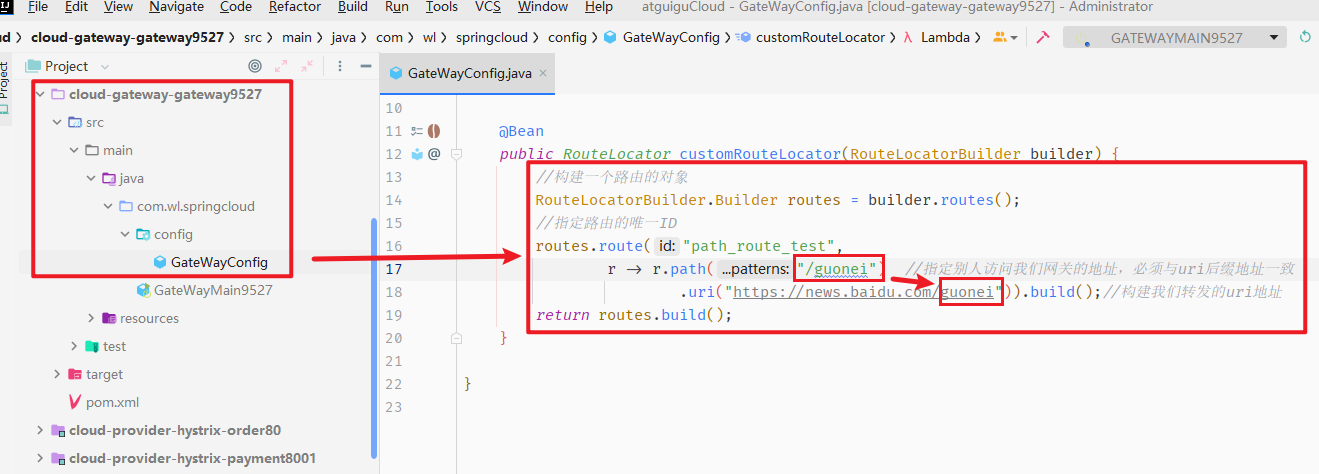 File Edit View Navigate Code Refactor Build Run Tools VCS Window Help atguiguCloud - GateWayConfig.java [cloud-gateway-gateway9527] - Administrator
cloud-gateway-gateway9527 src main java com wl springcloud config GateWayConfig customRouteLocator Lambda GATEWAYMAIN9527
Project
Project
GateWayConfig.java
cloud-gateway-gateway9527
src
main
java
com.wl.springcloud
config
GateWayConfig
GateWayMain9527
resources
test
target
pom.xml
cloud-provider-hystrix-order80
cloud-provider-hystrix-payment8001
10
11 @Bean
12 public RouteLocator customRouteLocator(RouteLocatorBuilder builder) {
13 //构建一个路由的对象
14 RouteLocatorBuilder.Builder routes = builder.routes();
15 //指定路由的唯一ID
16 routes.route( id: "path_route_test",
17 r -> r.path( ...patterns: "/guonei") //指定别人访问我们网关的地址，必须与uri后缀地址一致
18 .uri("https://news.baidu.com/guonei")).build();//构建我们转发的uri地址
19 return routes.build();
20 }
21
22 }
23